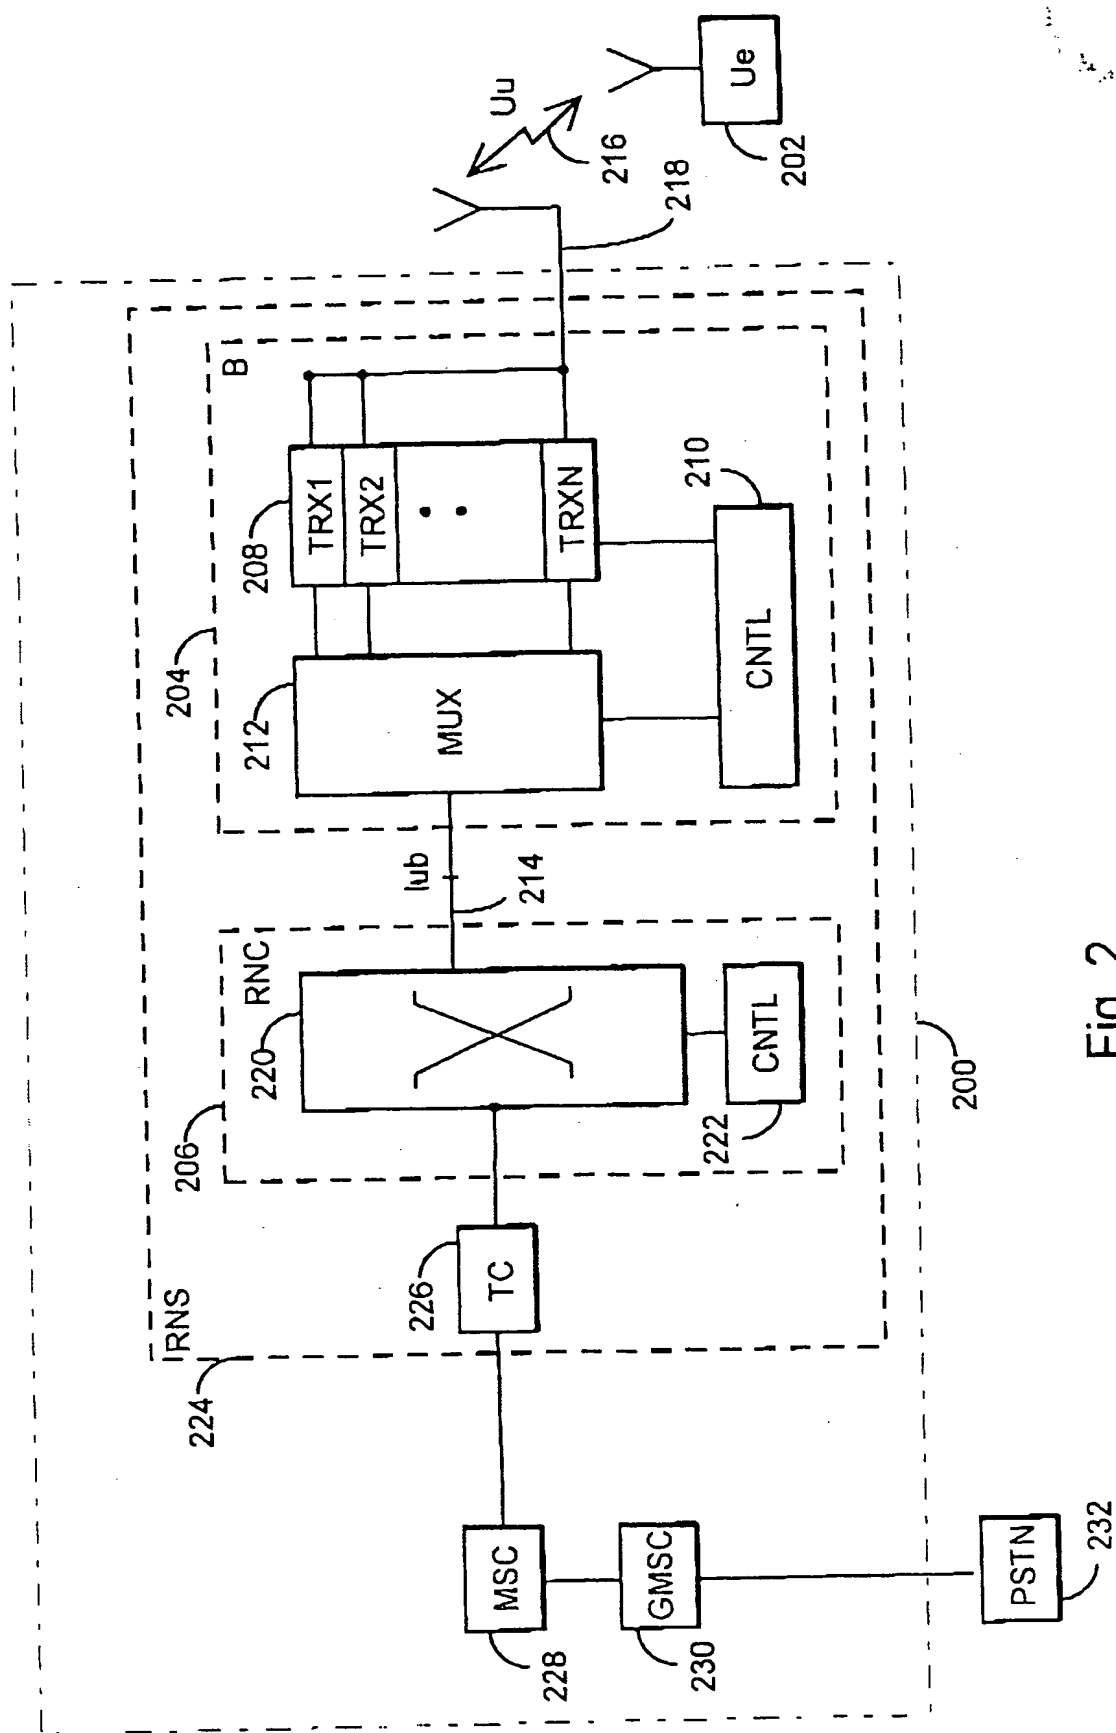 RNS
224
206
204
B
RNC
220
212
208
TRX1
TRX2
TRXN
MUX
Iub
214
TC
226
CNTL
222
CNTL
210
Uu
216
218
Ue
202
MSC
228
GMSC
230
PSTN
232
200
Fig. 2